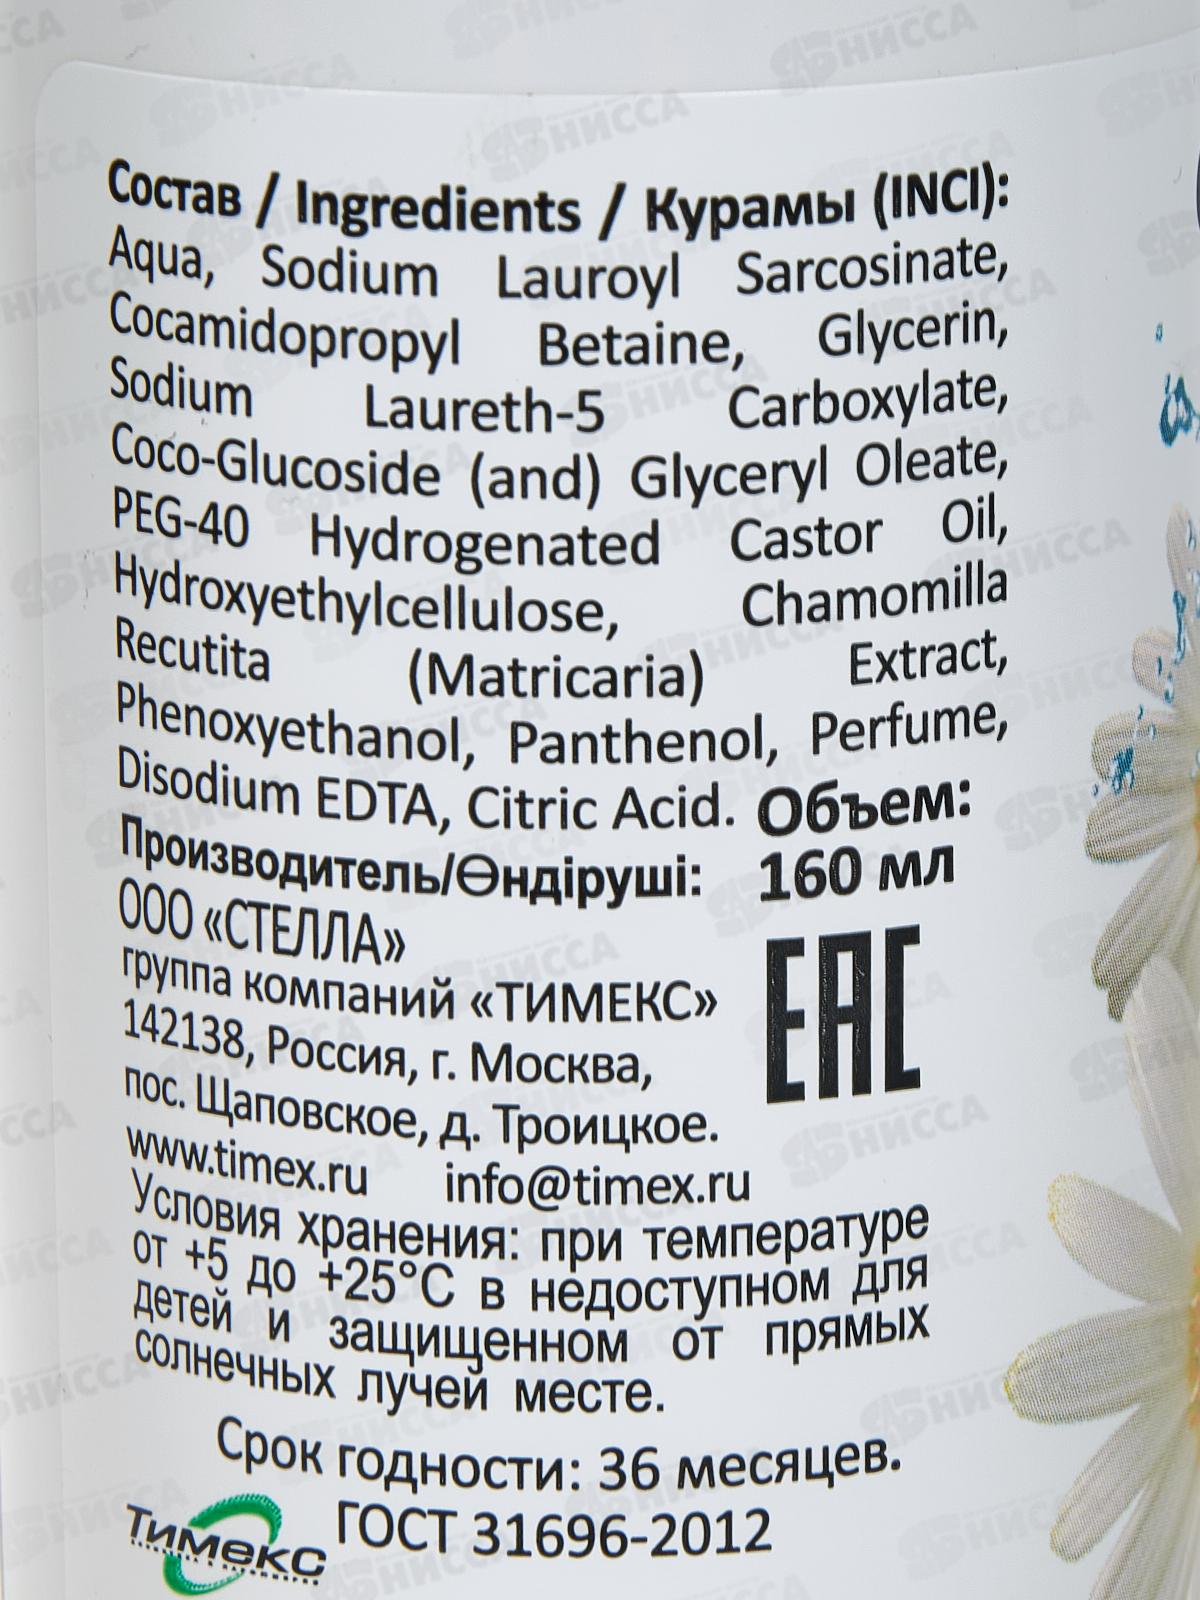 Состав / Ingredients / Курамы (INCI):
Aqua, Sodium Lauroyl Sarcosinate,
Cocamidopropyl Betaine, Glycerin,
Sodium Laureth-5 Carboxylate,
Coco-Glucoside (and) Glyceryl Oleate,
PEG-40 Hydrogenated Castor Oil,
Hydroxyethylcellulose, Chamomilla
Recutita (Matricaria) Extract,
Phenoxyethanol, Panthenol, Perfume,
Disodium EDTA, Citric Acid. Объем:
Производитель/Өндіруші: 160 мл
ООО «СТЕЛЛА»
группа компаний «ТИМЕКС»
142138, Россия, г. Москва,
пос. Щаповское, д. Троицкое.
www.timex.ru info@timex.ru
EAC
Условия хранения: при температуре
от +5 до +25°С в недоступном для
детей и защищенном от прямых
солнечных лучей месте.
Срок годности: 36 месяцев.
ГОСТ 31696-2012
Тимекс